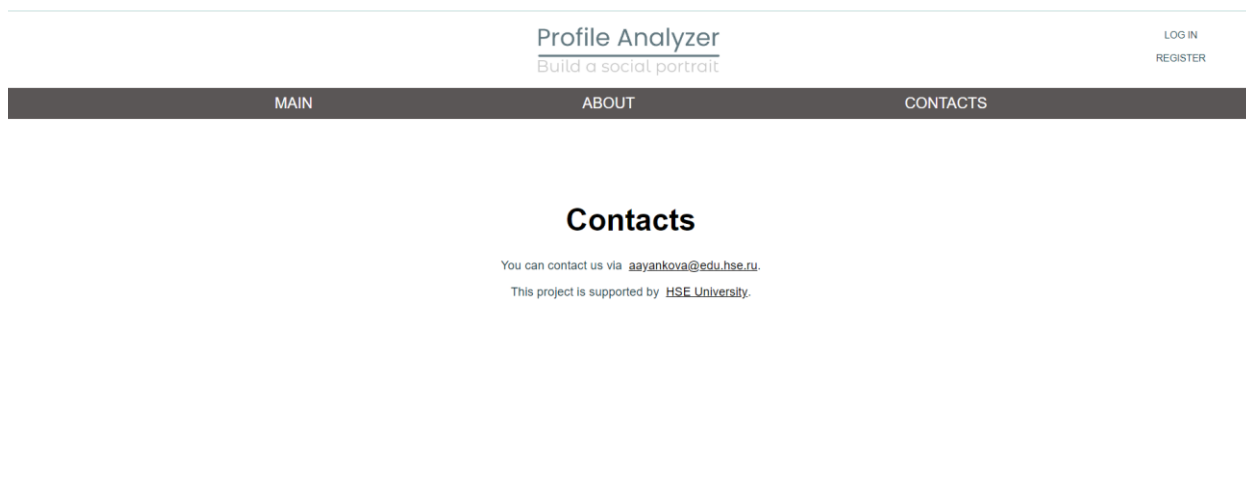 Profile Analyzer
Build a social portrait
LOG IN
REGISTER
MAIN ABOUT CONTACTS
Contacts
You can contact us via aayankova@edu.hse.ru.
This project is supported by HSE University.